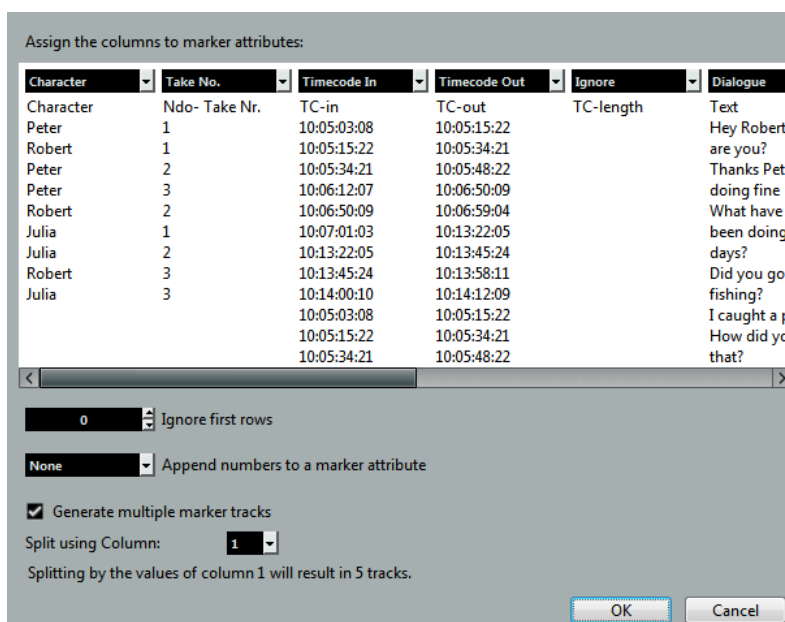 Assign the columns to marker attributes:
Character Take No. Timecode In Timecode Out Ignore Dialogue
Character Ndo- Take Nr. TC-in TC-out TC-length Text
Peter 1 10:05:03:08 10:05:15:22 Hey Robert
Robert 1 10:05:15:22 10:05:34:21 are you?
Peter 2 10:05:34:21 10:05:48:22 Thanks Pet
Peter 3 10:06:12:07 10:06:50:09 doing fine
Robert 2 10:06:50:09 10:06:59:04 What have
Julia 1 10:07:01:03 10:13:22:05 been doing
Julia 2 10:13:22:05 10:13:45:24 days?
Robert 3 10:13:45:24 10:13:58:11 Did you go
Julia 3 10:14:00:10 10:14:12:09 fishing?
10:05:03:08 10:05:15:22 I caught a p
10:05:15:22 10:05:34:21 How did yo
10:05:34:21 10:05:48:22 that?
0 Ignore first rows
None Append numbers to a marker attribute
Generate multiple marker tracks
Split using Column: 1
Splitting by the values of column 1 will result in 5 tracks.
OK Cancel